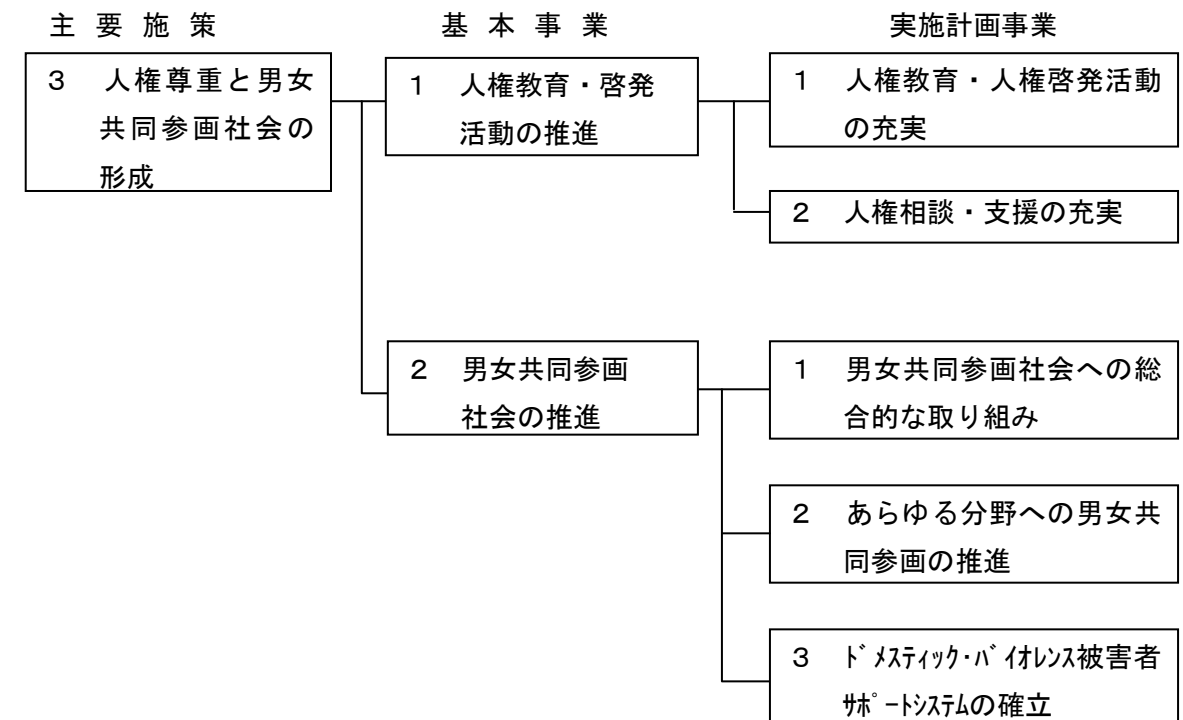 主 要 施 策
基 本 事 業
実施計画事業
３ 人権尊重と男女
共同参画社会の
形成
１ 人権教育・啓発
活動の推進
１ 人権教育・人権啓発活動
の充実
２ 人権相談・支援の充実
２ 男女共同参画
社会の推進
１ 男女共同参画社会への総
合的な取り組み
２ あらゆる分野への男女共
同参画の推進
３ ﾄﾞﾒｽﾃｨｯｸ･ﾊﾞｲｵﾚﾝｽ被害者
ｻﾎﾟｰﾄｼｽﾃﾑの確立